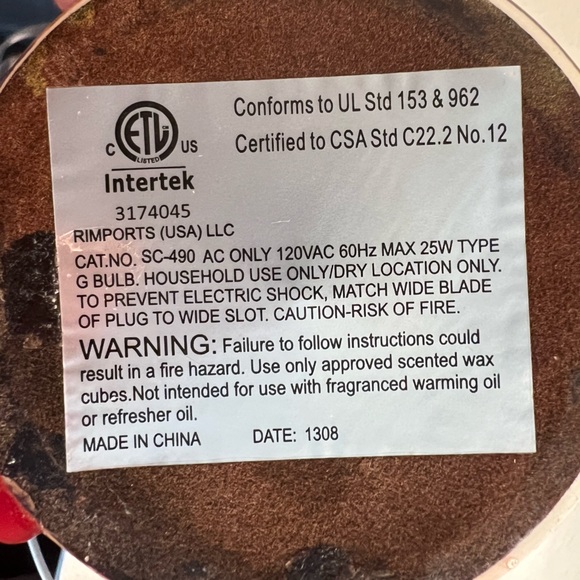 Conforms to UL Std 153 & 962
Certified to CSA Std C22.2 No.12
C ETL US
LISTED
Intertek
3174045
RIMPORTS (USA) LLC
CAT.NO. SC-490 AC ONLY 120VAC 60Hz MAX 25W TYPE
G BULB. HOUSEHOLD USE ONLY/DRY LOCATION ONLY.
TO PREVENT ELECTRIC SHOCK, MATCH WIDE BLADE
OF PLUG TO WIDE SLOT. CAUTION-RISK OF FIRE.
WARNING: Failure to follow instructions could
result in a fire hazard. Use only approved scented wax
cubes.Not intended for use with fragranced warming oil
or refresher oil.
MADE IN CHINA DATE: 1308